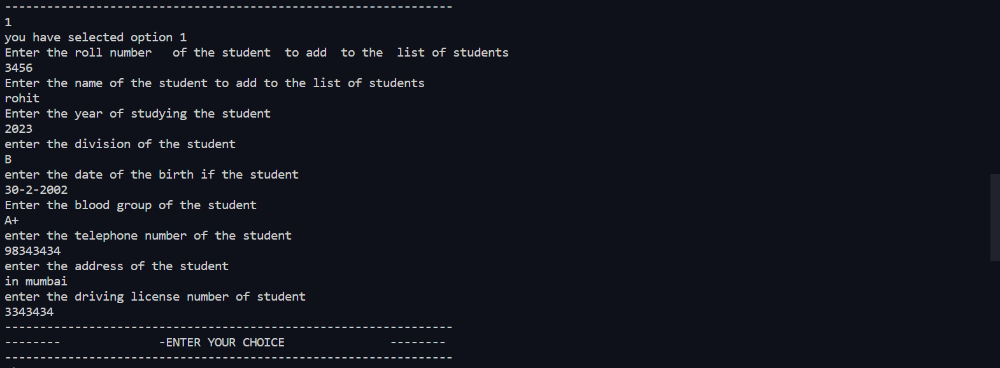 ----------------------------------------------------------------
1
you have selected option 1
Enter the roll number   of the student  to add  to the  list of students
3456
Enter the name of the student to add to the list of students
rohit
Enter the year of studying the student
2023
enter the division of the student
B
enter the date of the birth if the student
30-2-2002
Enter the blood group of the student
A+
enter the telephone number of the student
98343434
enter the address of the student
in mumbai
enter the driving license number of student
3343434
----------------------------------------------------------------
--------              -ENTER YOUR CHOICE               --------
----------------------------------------------------------------